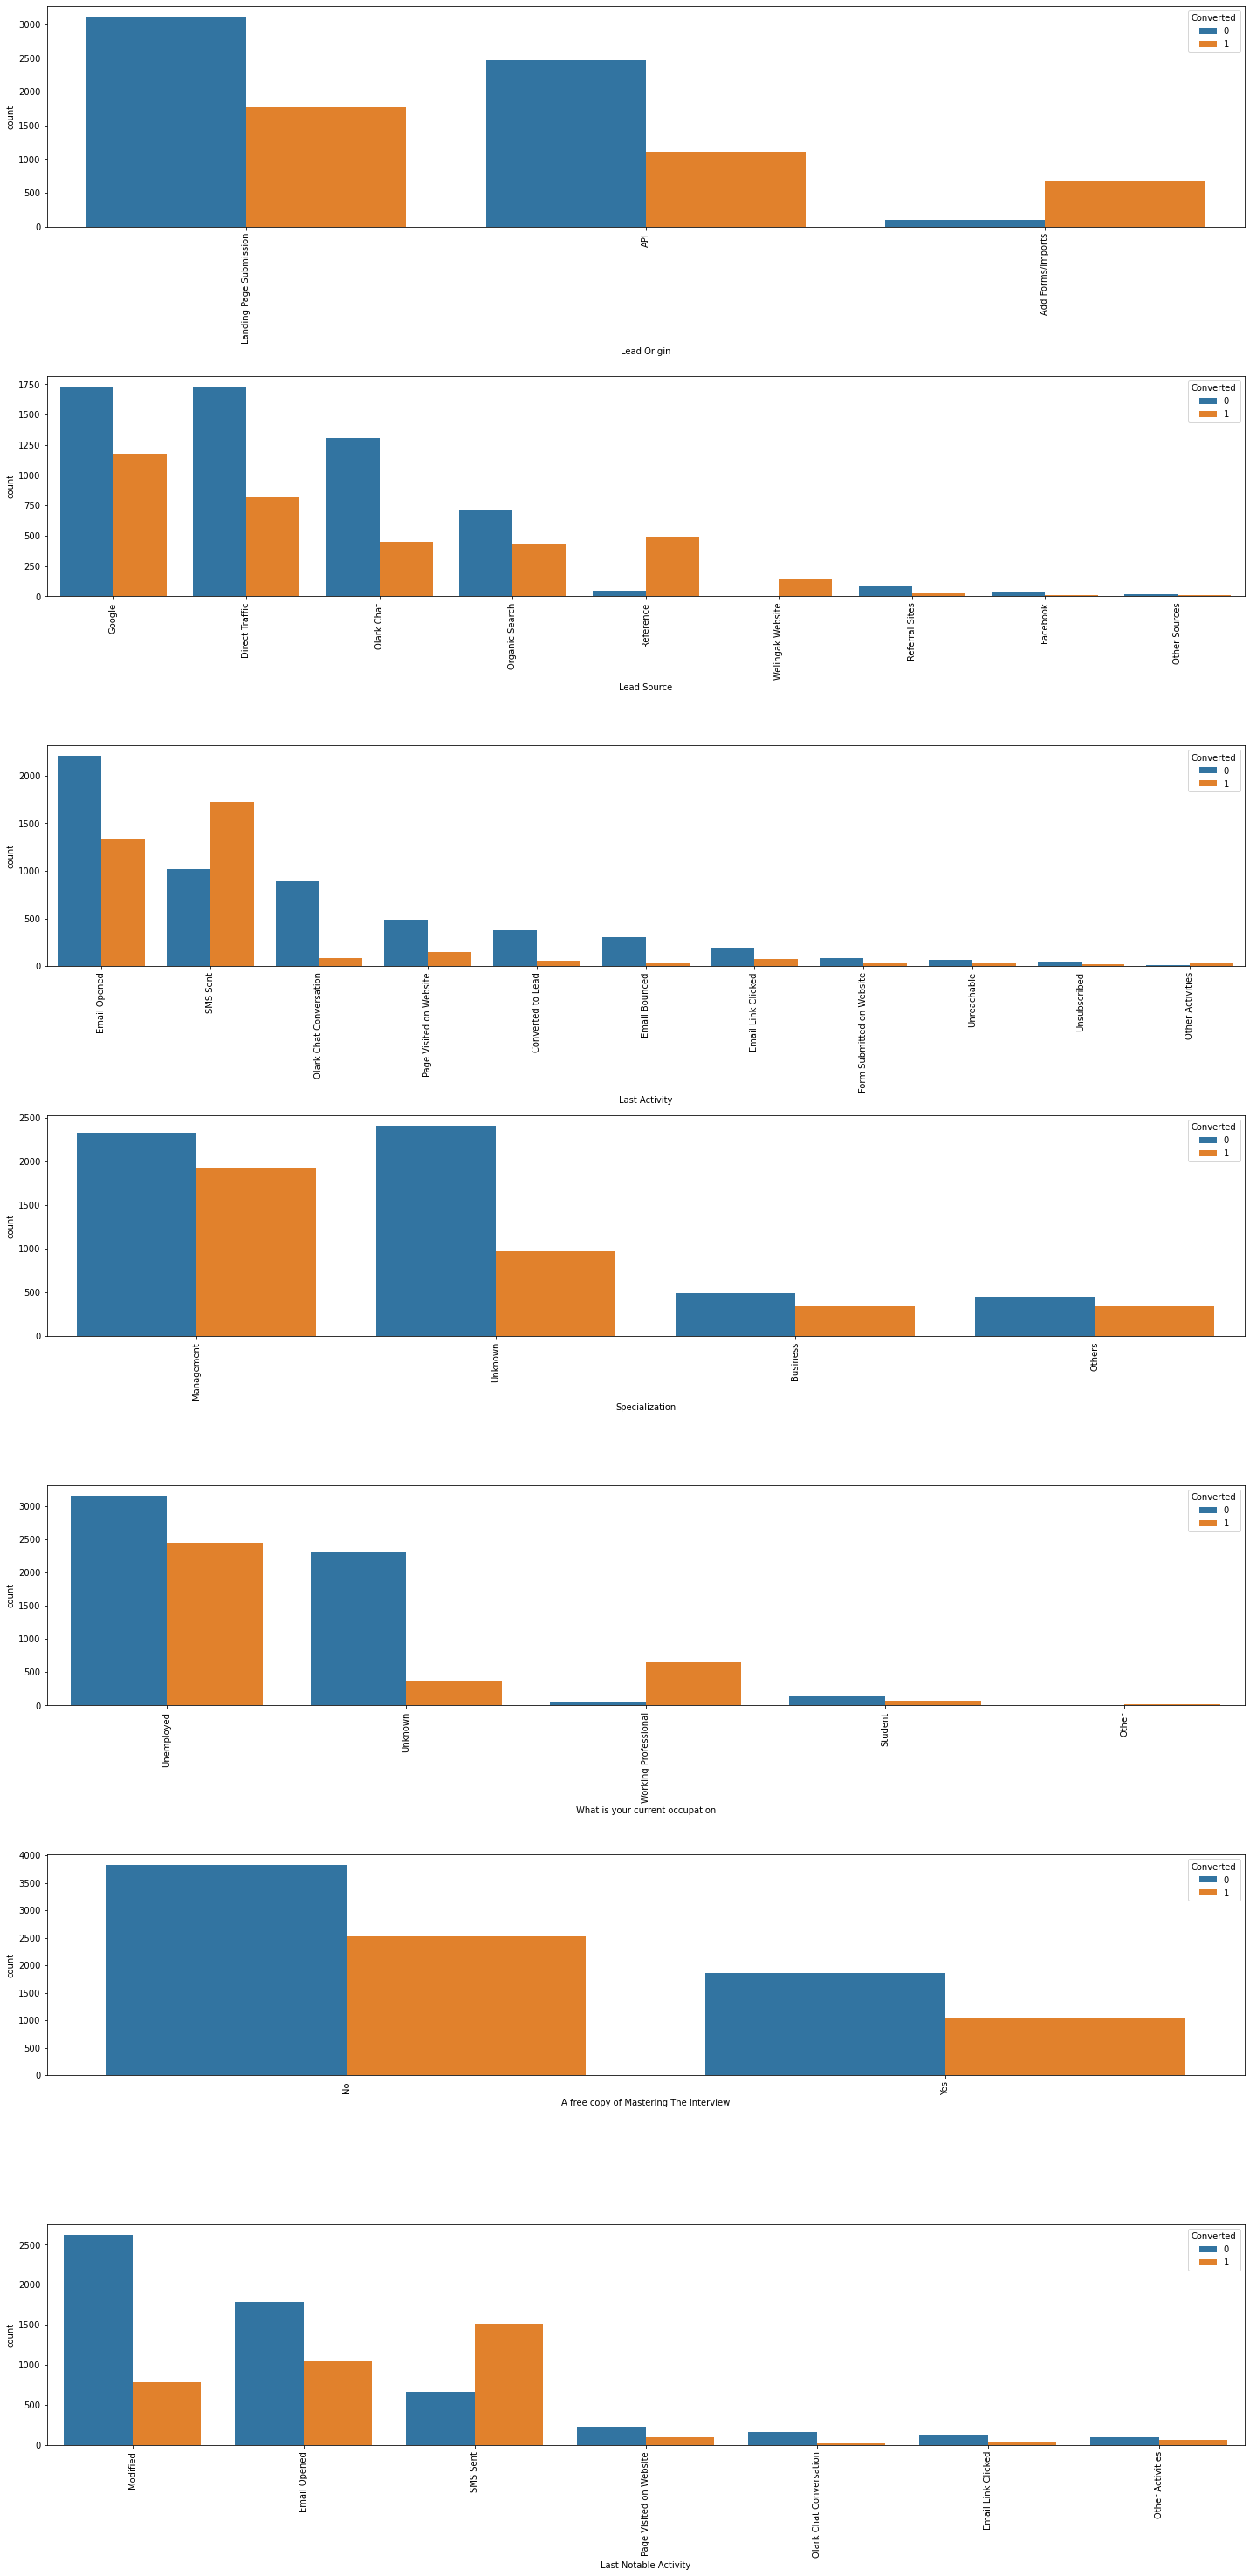 Converted
0
1
3000
2500
2000
1500
1000
500
0
count
Landing Page Submission
API
Add Forms/Imports
Lead Origin
Converted
0
1
1750
1500
1250
1000
750
500
250
0
count
Google
Direct Traffic
Olark Chat
Organic Search
Reference
Welingak Website
Referral Sites
Facebook
Other Sources
Lead Source
Converted
0
1
2000
1500
1000
500
0
count
Email Opened
SMS Sent
Olark Chat Conversation
Page Visited on Website
Converted to Lead
Email Bounced
Email Link Clicked
Form Submitted on Website
Unreachable
Unsubscribed
Other Activities
Last Activity
Converted
0
1
2500
2000
1500
1000
500
0
count
Management
Unknown
Business
Others
Specialization
Converted
0
1
3000
2500
2000
1500
1000
500
0
count
Unemployed
Unknown
Working Professional
Student
Other
What is your current occupation
Converted
0
1
4000
3500
3000
2500
2000
1500
1000
500
0
count
No
Yes
A free copy of Mastering The Interview
Converted
0
1
2500
2000
1500
1000
500
0
count
Modified
Email Opened
SMS Sent
Page Visited on Website
Olark Chat Conversation
Email Link Clicked
Other Activities
Last Notable Activity